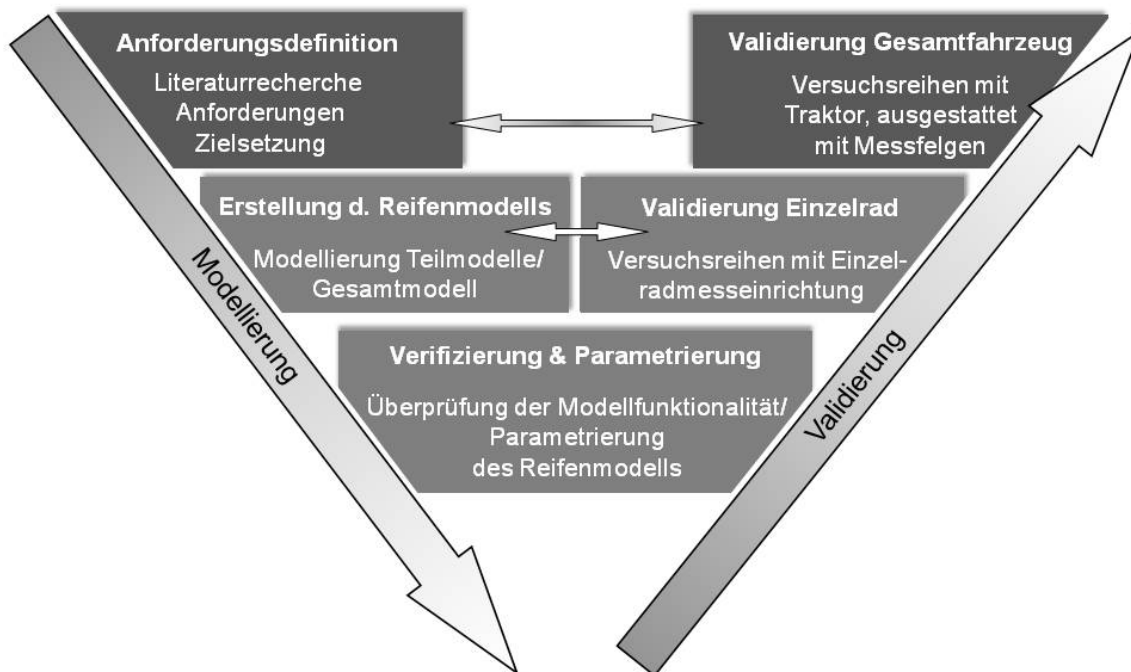 Anforderungsdefinition
Literaturrecherche
Anforderungen
Zielsetzung
Validierung Gesamtfahrzeug
Versuchsreihen mit
Traktor, ausgestattet
mit Messfelgen
Erstellung d. Reifenmodells
Modellierung Teilmodelle/
Gesamtmodell
Validierung Einzelrad
Versuchsreihen mit Einzel-
radmesseinrichtung
Verifizierung & Parametrierung
Überprüfung der Modellfunktionalität/
Parametrierung
des Reifenmodells
Modellierung
Validierung